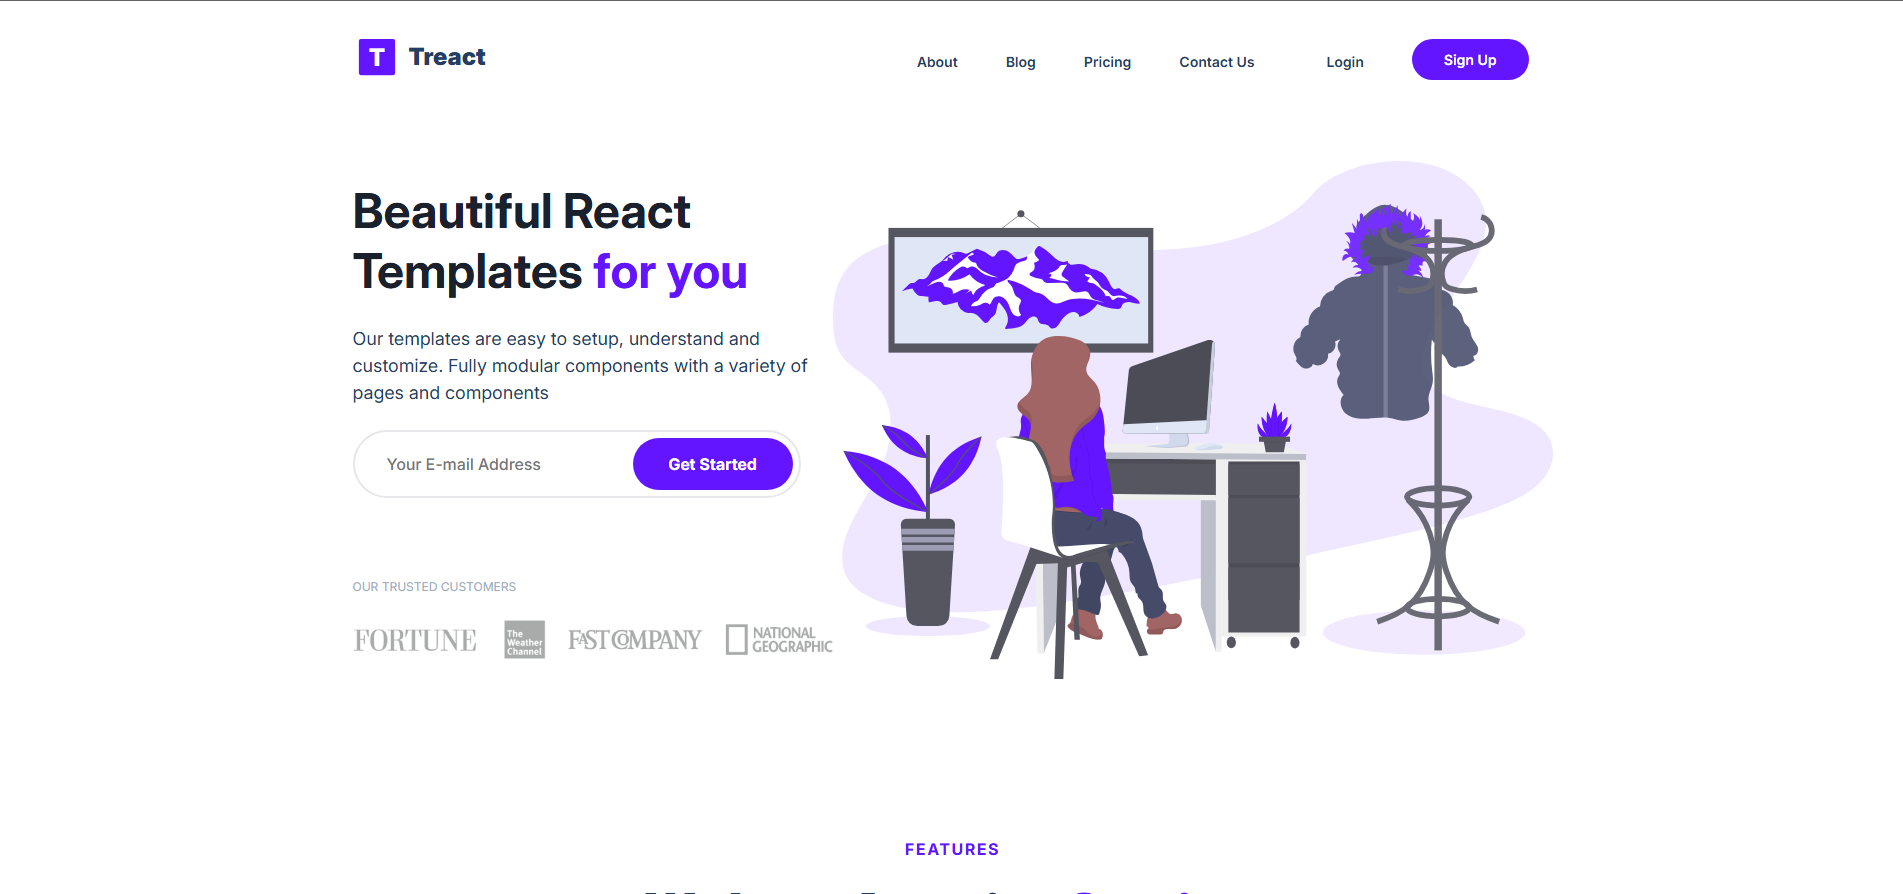 T Treact
About Blog Pricing Contact Us Login Sign Up
Beautiful React
Templates for you
Our templates are easy to setup, understand and
customize. Fully modular components with a variety of
pages and components
Your E-mail Address Get Started
OUR TRUSTED CUSTOMERS
FORTUNE
The
Weather
Channel
FAST COMPANY
NATIONAL
GEOGRAPHIC
FEATURES